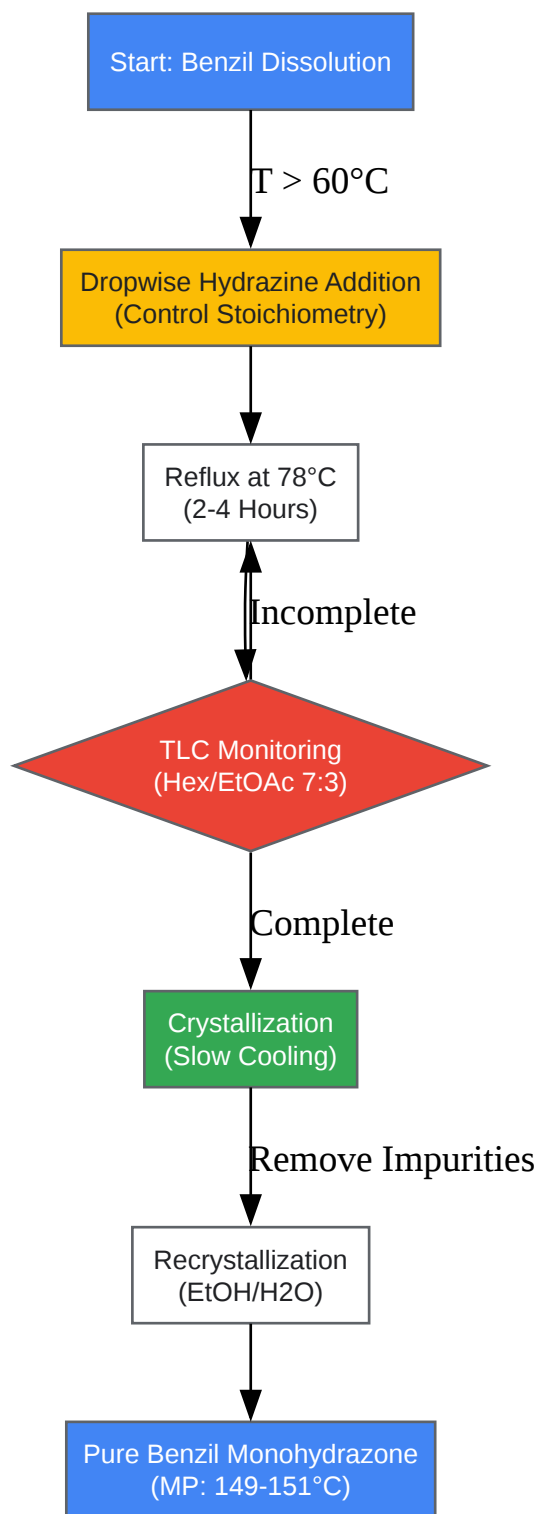 Start: Benzil Dissolution
T > 60°C
Dropwise Hydrazine Addition
(Control Stoichiometry)
Reflux at 78°C
(2-4 Hours)
Incomplete
TLC Monitoring
(Hex/EtOAc 7:3)
Complete
Crystallization
(Slow Cooling)
Remove Impurities
Recrystallization
(EtOH/H2O)
Pure Benzil Monohydrazone
(MP: 149-151°C)